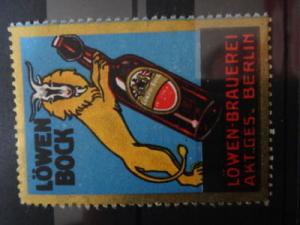 LÖWEN
BOCK
LÖWEN-BRAUEREI
AKT.GES. BERLIN